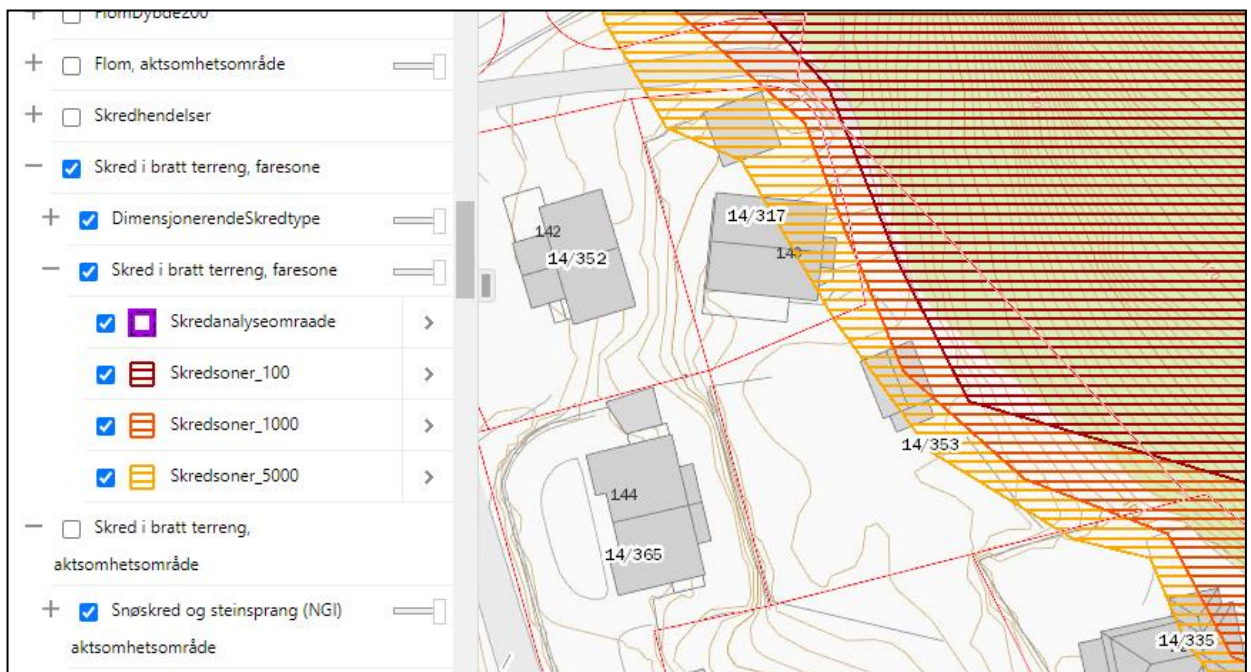 FlomDybde200
Flom, aktsomhetsområde
Skredhendelser
Skred i bratt terreng, faresone
DimensjonerendeSkredtype
Skred i bratt terreng, faresone
Skredanalyseomraade
Skredsoner_100
Skredsoner_1000
Skredsoner_5000
Skred i bratt terreng,
aktsomhetsområde
Snøskred og steinsprang (NGI)
aktsomhetsområde
14/317
142
14/352
14/353
144
14/365
14/335